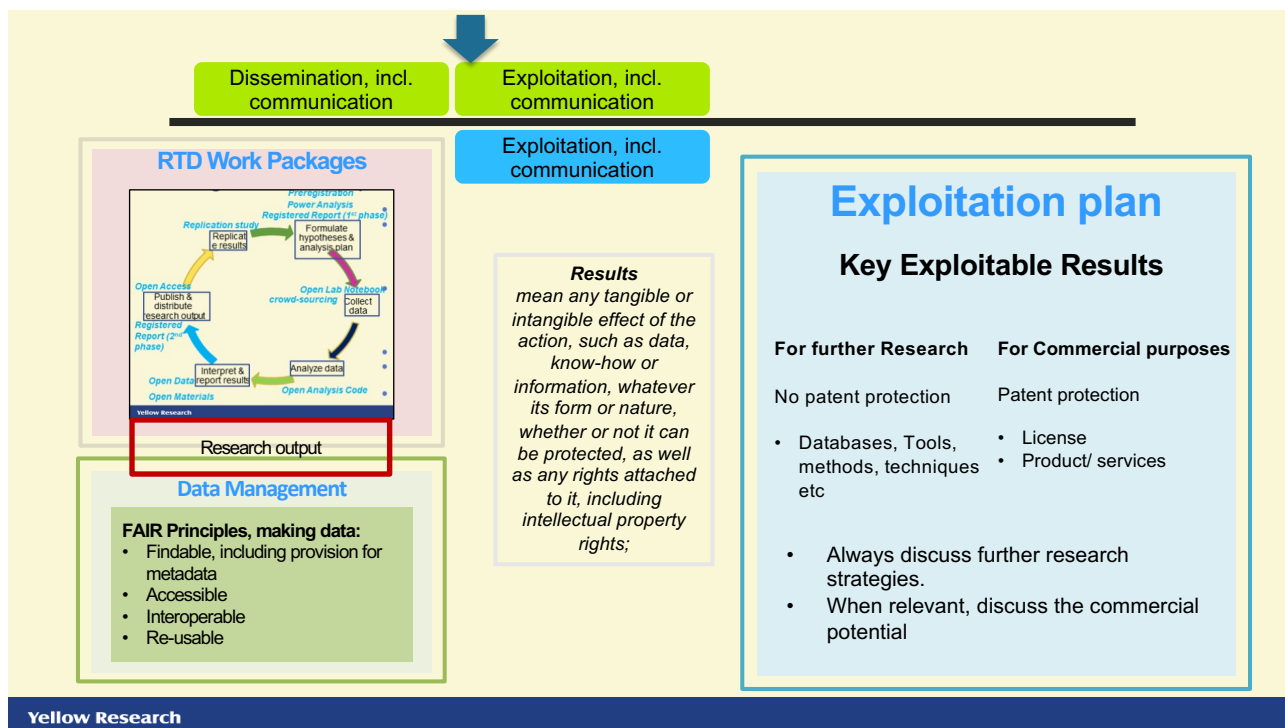 Dissemination, incl.
communication
Exploitation, incl.
communication
Exploitation, incl.
communication
RTD Work Packages
Preregistration
Power Analysis
Registered Report (1st phase)
Replication study
Replicat
e results
Formulate
hypotheses &
analysis plan
Open Access
Publish &
distribute
research output
Open Lab Notebook
crowd-sourcing
Collect
data
Registered
Report (2nd
phase)
Interpret &
report results
Analyze data
Open Data
Open Materials
Open Analysis Code
Yellow Research
Research output
Data Management
FAIR Principles, making data:
• Findable, including provision for
metadata
• Accessible
• Interoperable
• Re-usable
Results
mean any tangible or
intangible effect of the
action, such as data,
know-how or
information, whatever
its form or nature,
whether or not it can
be protected, as well
as any rights attached
to it, including
intellectual property
rights;
Exploitation plan
Key Exploitable Results
For further Research
No patent protection
• Databases, Tools,
methods, techniques
etc
For Commercial purposes
Patent protection
• License
• Product/ services
• Always discuss further research
strategies.
• When relevant, discuss the commercial
potential
Yellow Research